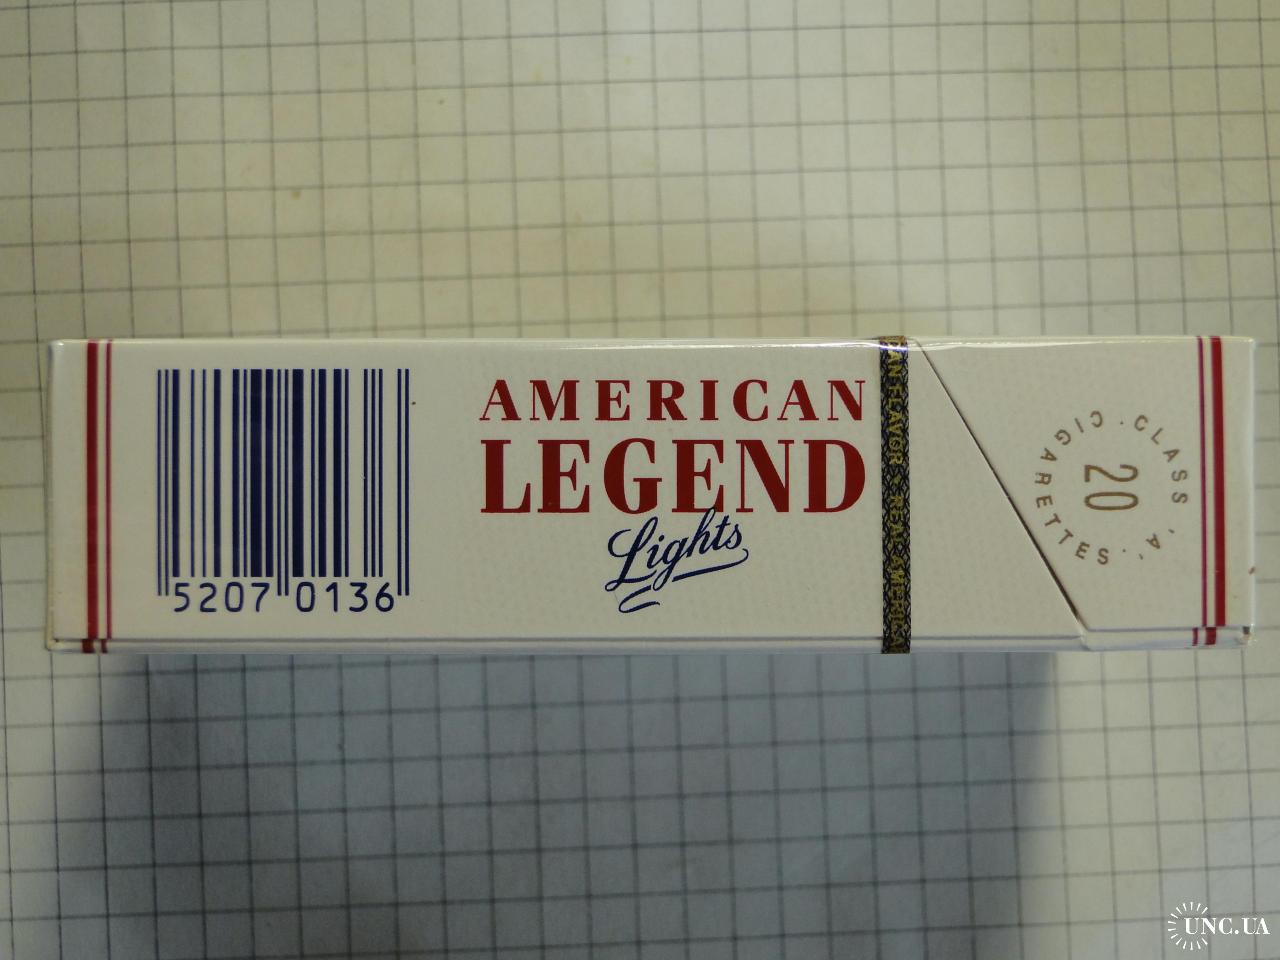 AMERICAN
LEGEND
Lights
5207 0136
CLASS 'A'
20
CIGARETTES
UNC.UA